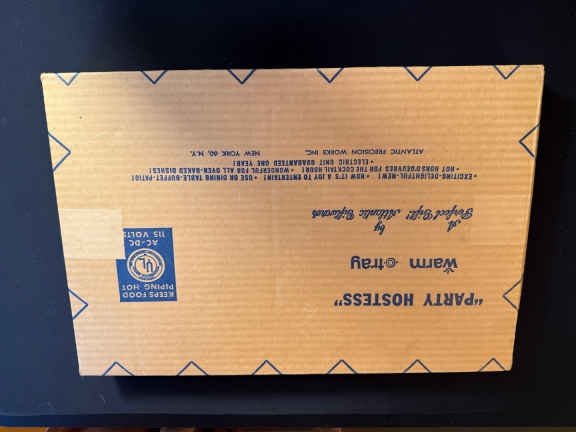 "PARTY HOSTESS"
warm-o-tray
A
Perfect Gift!
by
Atlantic Giftware
KEEPS FOOD
PIPING HOT
UL
AC-DC
115 VOLTS
• EXCITING-DELIGHTFUL-NEW! • NOW IT'S A JOY TO ENTERTAIN! • USE ON DINING TABLE-BUFFET-PATIO!
• HOT HORS D'OEUVRES FOR THE COCKTAIL HOUR! • WONDERFUL FOR ALL OVEN-BAKED DISHES!
• ELECTRIC UNIT GUARANTEED ONE YEAR!
ATLANTIC PRECISION WORKS INC. NEW YORK 60, N.Y.